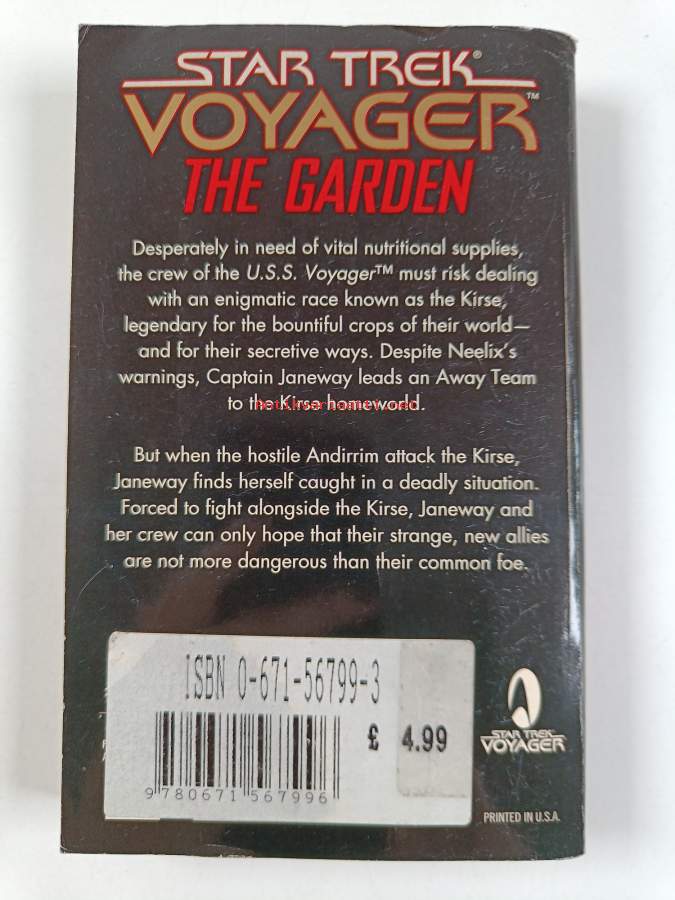 STAR TREK®
VOYAGER™
THE GARDEN
Desperately in need of vital nutritional supplies,
the crew of the U.S.S. Voyager™ must risk dealing
with an enigmatic race known as the Kirse,
legendary for the bountiful crops of their world—
and for their secretive ways. Despite Neelix's
warnings, Captain Janeway leads an Away Team
to the Kirse homeworld.
But when the hostile Andirrim attack the Kirse,
Janeway finds herself caught in a deadly situation.
Forced to fight alongside the Kirse, Janeway and
her crew can only hope that their strange, new allies
are not more dangerous than their common foe.
ISBN 0-671-56799-3
£ 4.99
9 780671 567996
STAR TREK
VOYAGER
PRINTED IN U.S.A.